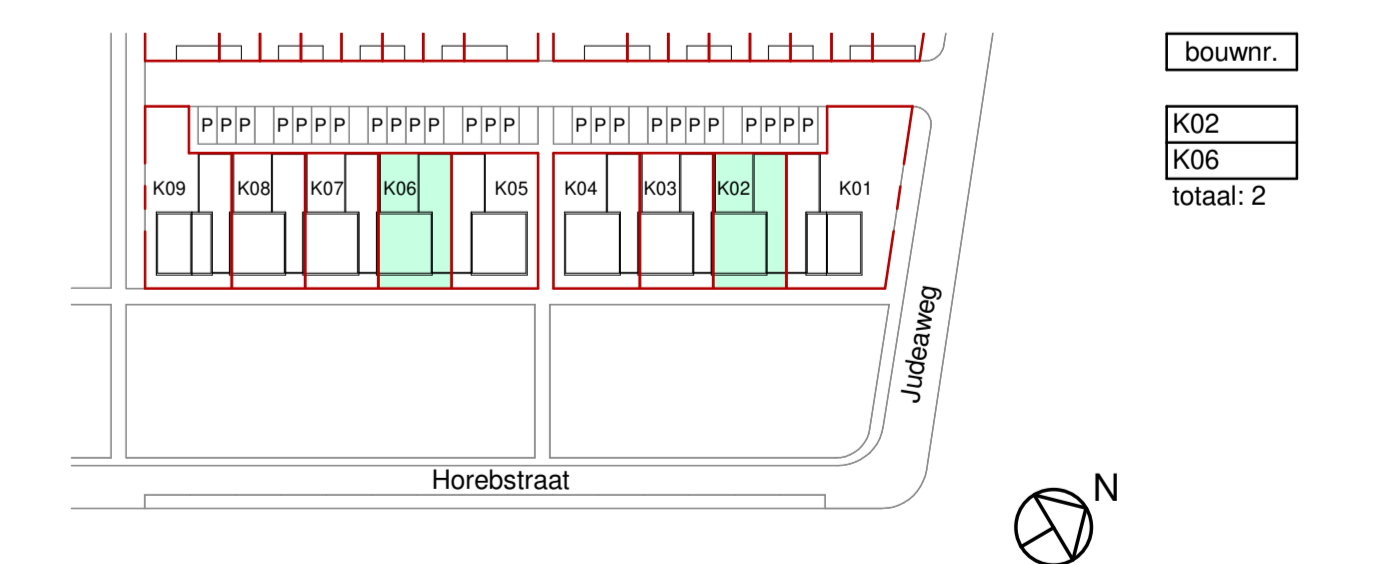 bouwnr.
K02
K06
totaal: 2
P P P P P P P P P P P P P P P P P P P P P P P P P
K09 K08 K07 K06 K05 K04 K03 K02 K01
Judeaweg
Horebstraat
N